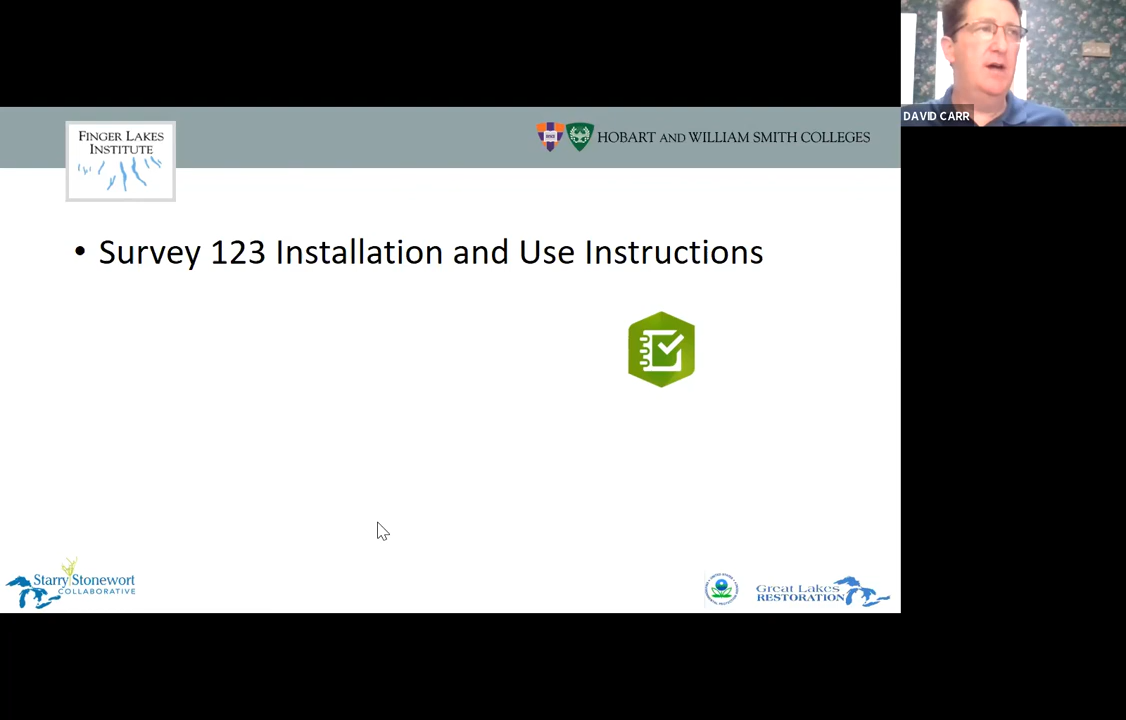 DAVID CARR
FINGER LAKES
INSTITUTE
HOBART AND WILLIAM SMITH COLLEGES
• Survey 123 Installation and Use Instructions
Starry Stonewort
COLLABORATIVE
Great Lakes
RESTORATION